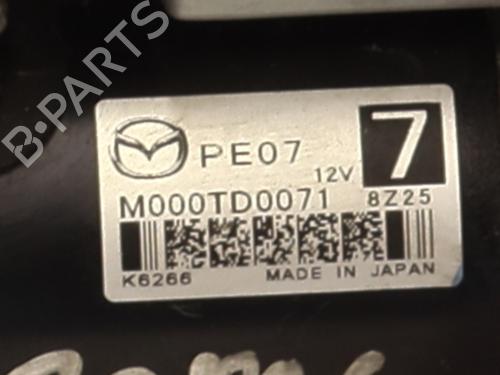 B-PARTS
PE07
12V
7
M000TD0071
8Z25
K6266
MADE IN JAPAN